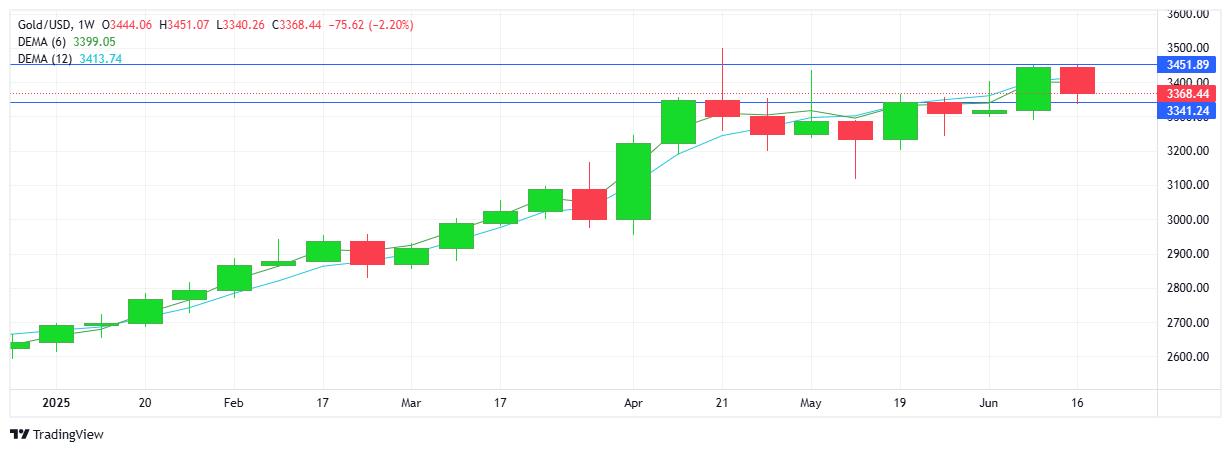 Gold/USD, 1W O3444.06 H3451.07 L3340.26 C3368.44 −75.62 (−2.20%)
DEMA (6) 3399.05
DEMA (12) 3413.74
3600.00
3500.00
3451.89
3400.00
3368.44
3341.24
3300.00
3200.00
3100.00
3000.00
2900.00
2800.00
2700.00
2600.00
2025 20 Feb 17 Mar 17 Apr 21 May 19 Jun 16
TradingView